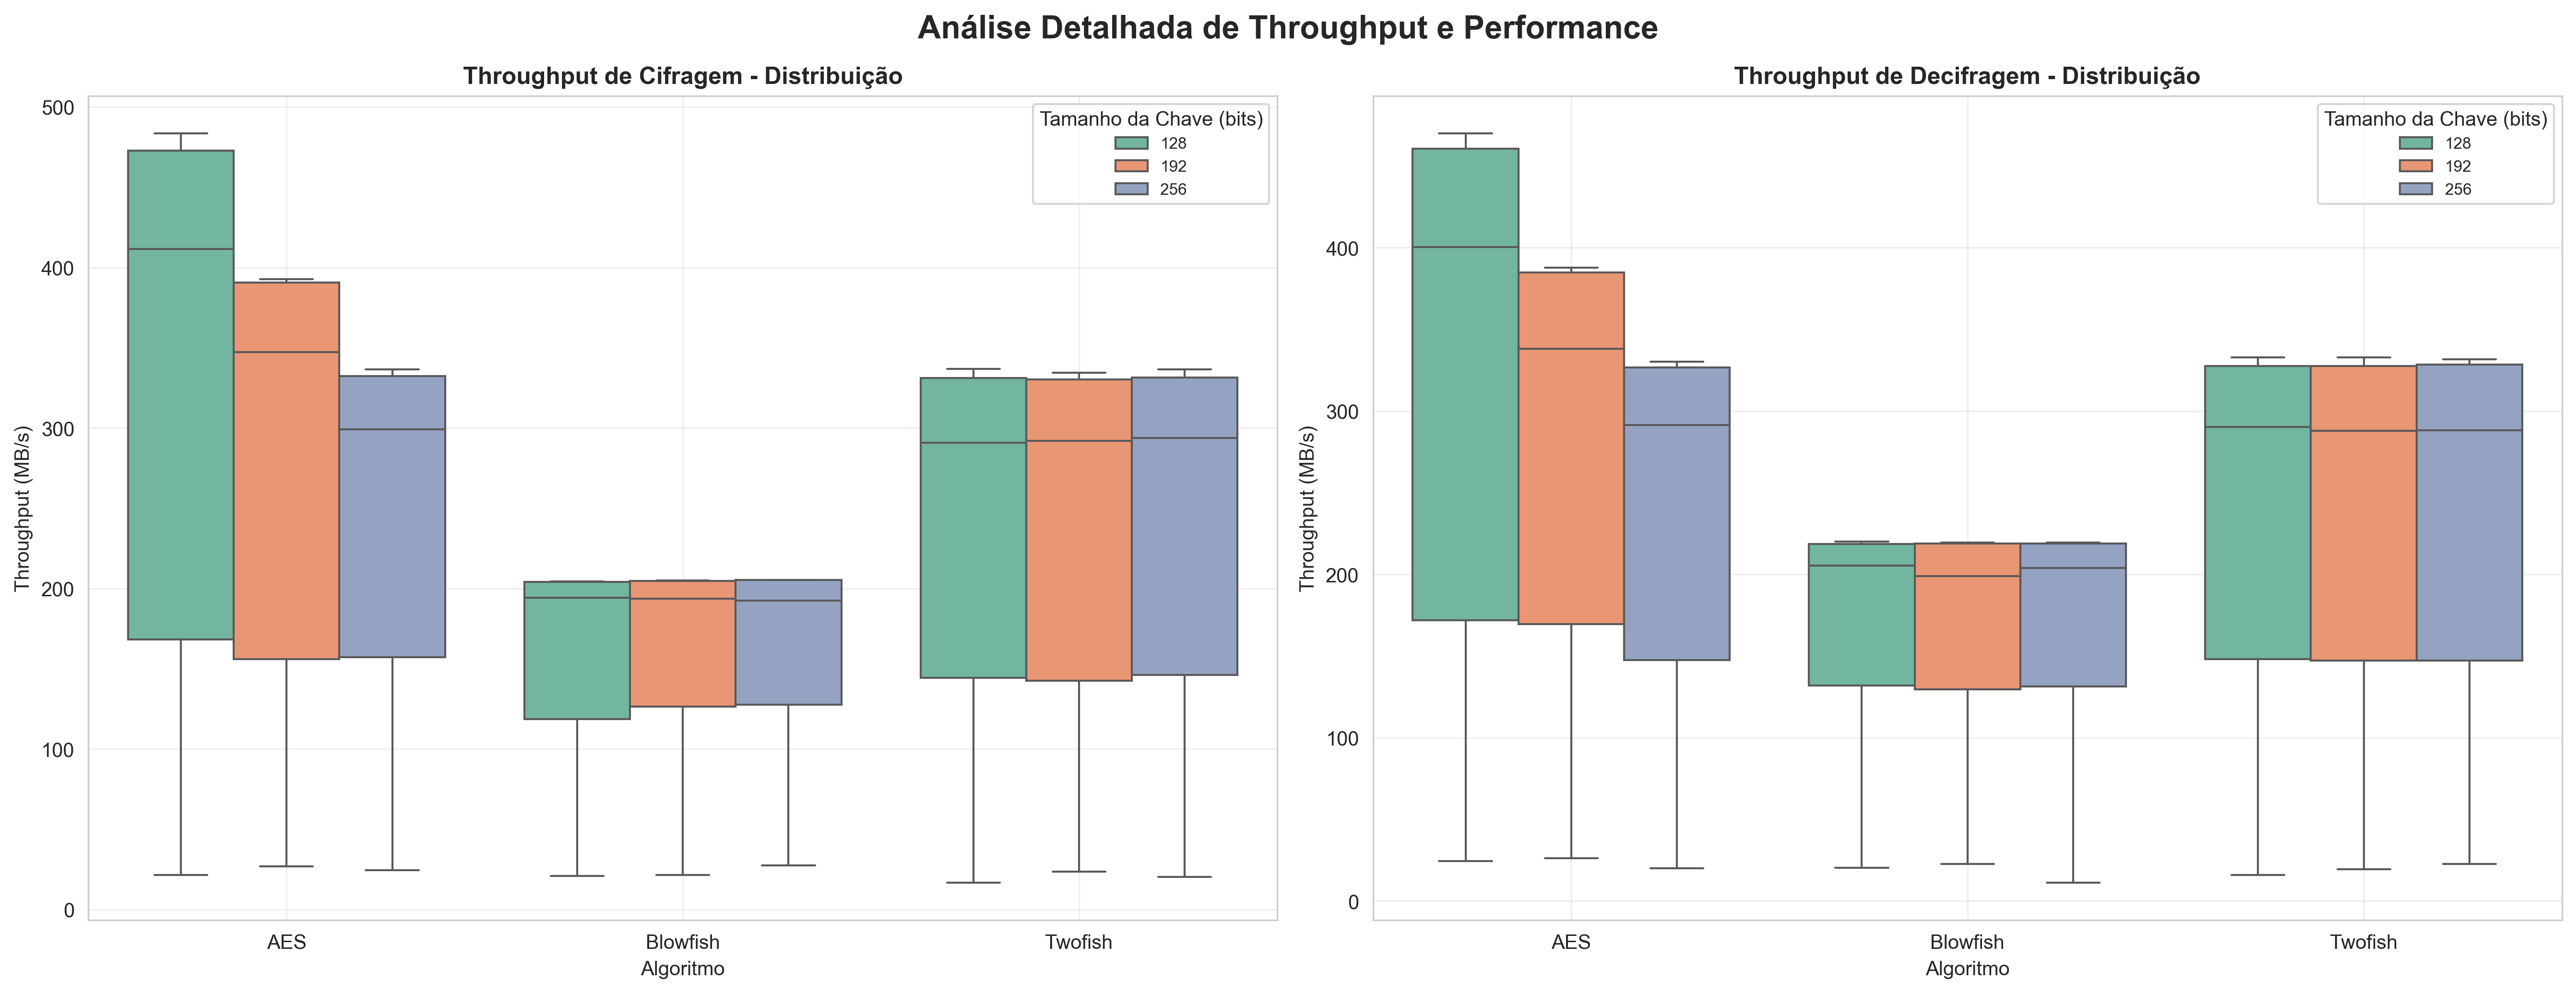 Análise Detalhada de Throughput e Performance
Throughput de Cifragem - Distribuição
Throughput (MB/s)
500
400
300
200
100
0
Tamanho da Chave (bits)
128
192
256
AES
Blowfish
Twofish
Algoritmo
Throughput de Decifragem - Distribuição
Throughput (MB/s)
400
300
200
100
0
Tamanho da Chave (bits)
128
192
256
AES
Blowfish
Twofish
Algoritmo